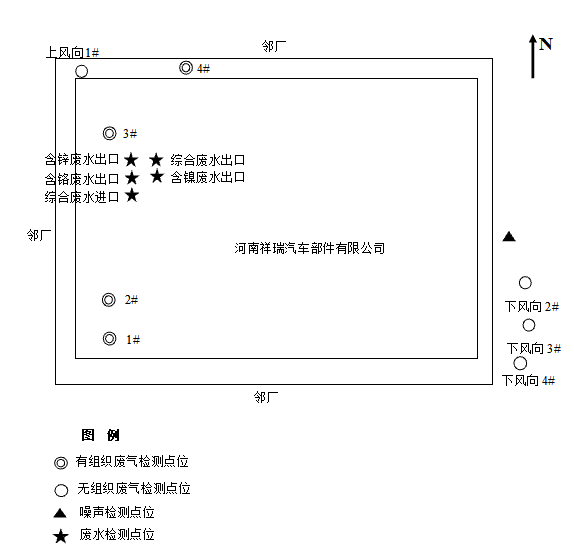 邻厂
N
上风向1#
4#
3#
含锌废水出口
综合废水出口
含铬废水出口
含镍废水出口
综合废水进口
邻厂
河南祥瑞汽车部件有限公司
2#
下风向2#
1#
下风向3#
下风向4#
邻厂
图 例
有组织废气检测点位
无组织废气检测点位
噪声检测点位
废水检测点位